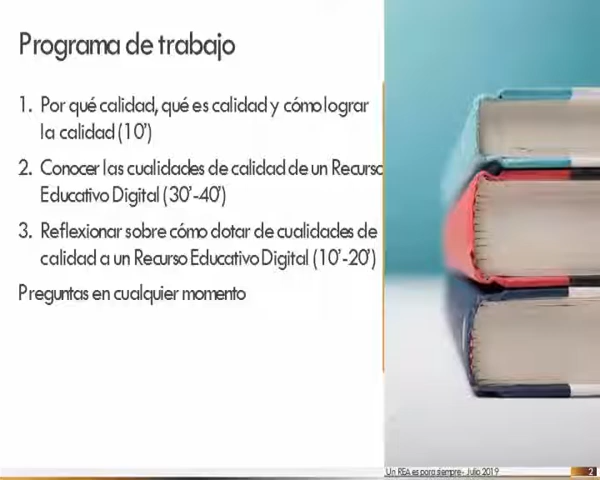 Programa de trabajo
1. Por qué calidad, qué es calidad y cómo lograr
la calidad (10')
2. Conocer las cualidades de calidad de un Recurso
Educativo Digital (30'-40')
3. Reflexionar sobre cómo dotar de cualidades de
calidad a un Recurso Educativo Digital (10'-20')
Preguntas en cualquier momento
Un REA es para siempre - Julio 2019
2